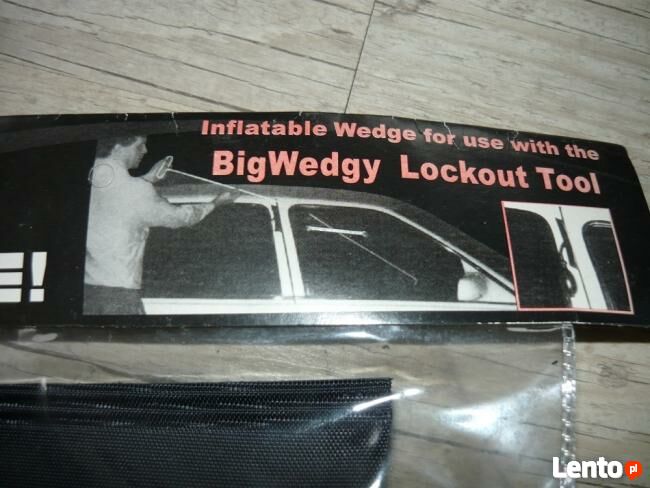 Inflatable Wedge for use with the
BigWedgy Lockout Tool
E!
Lento pl